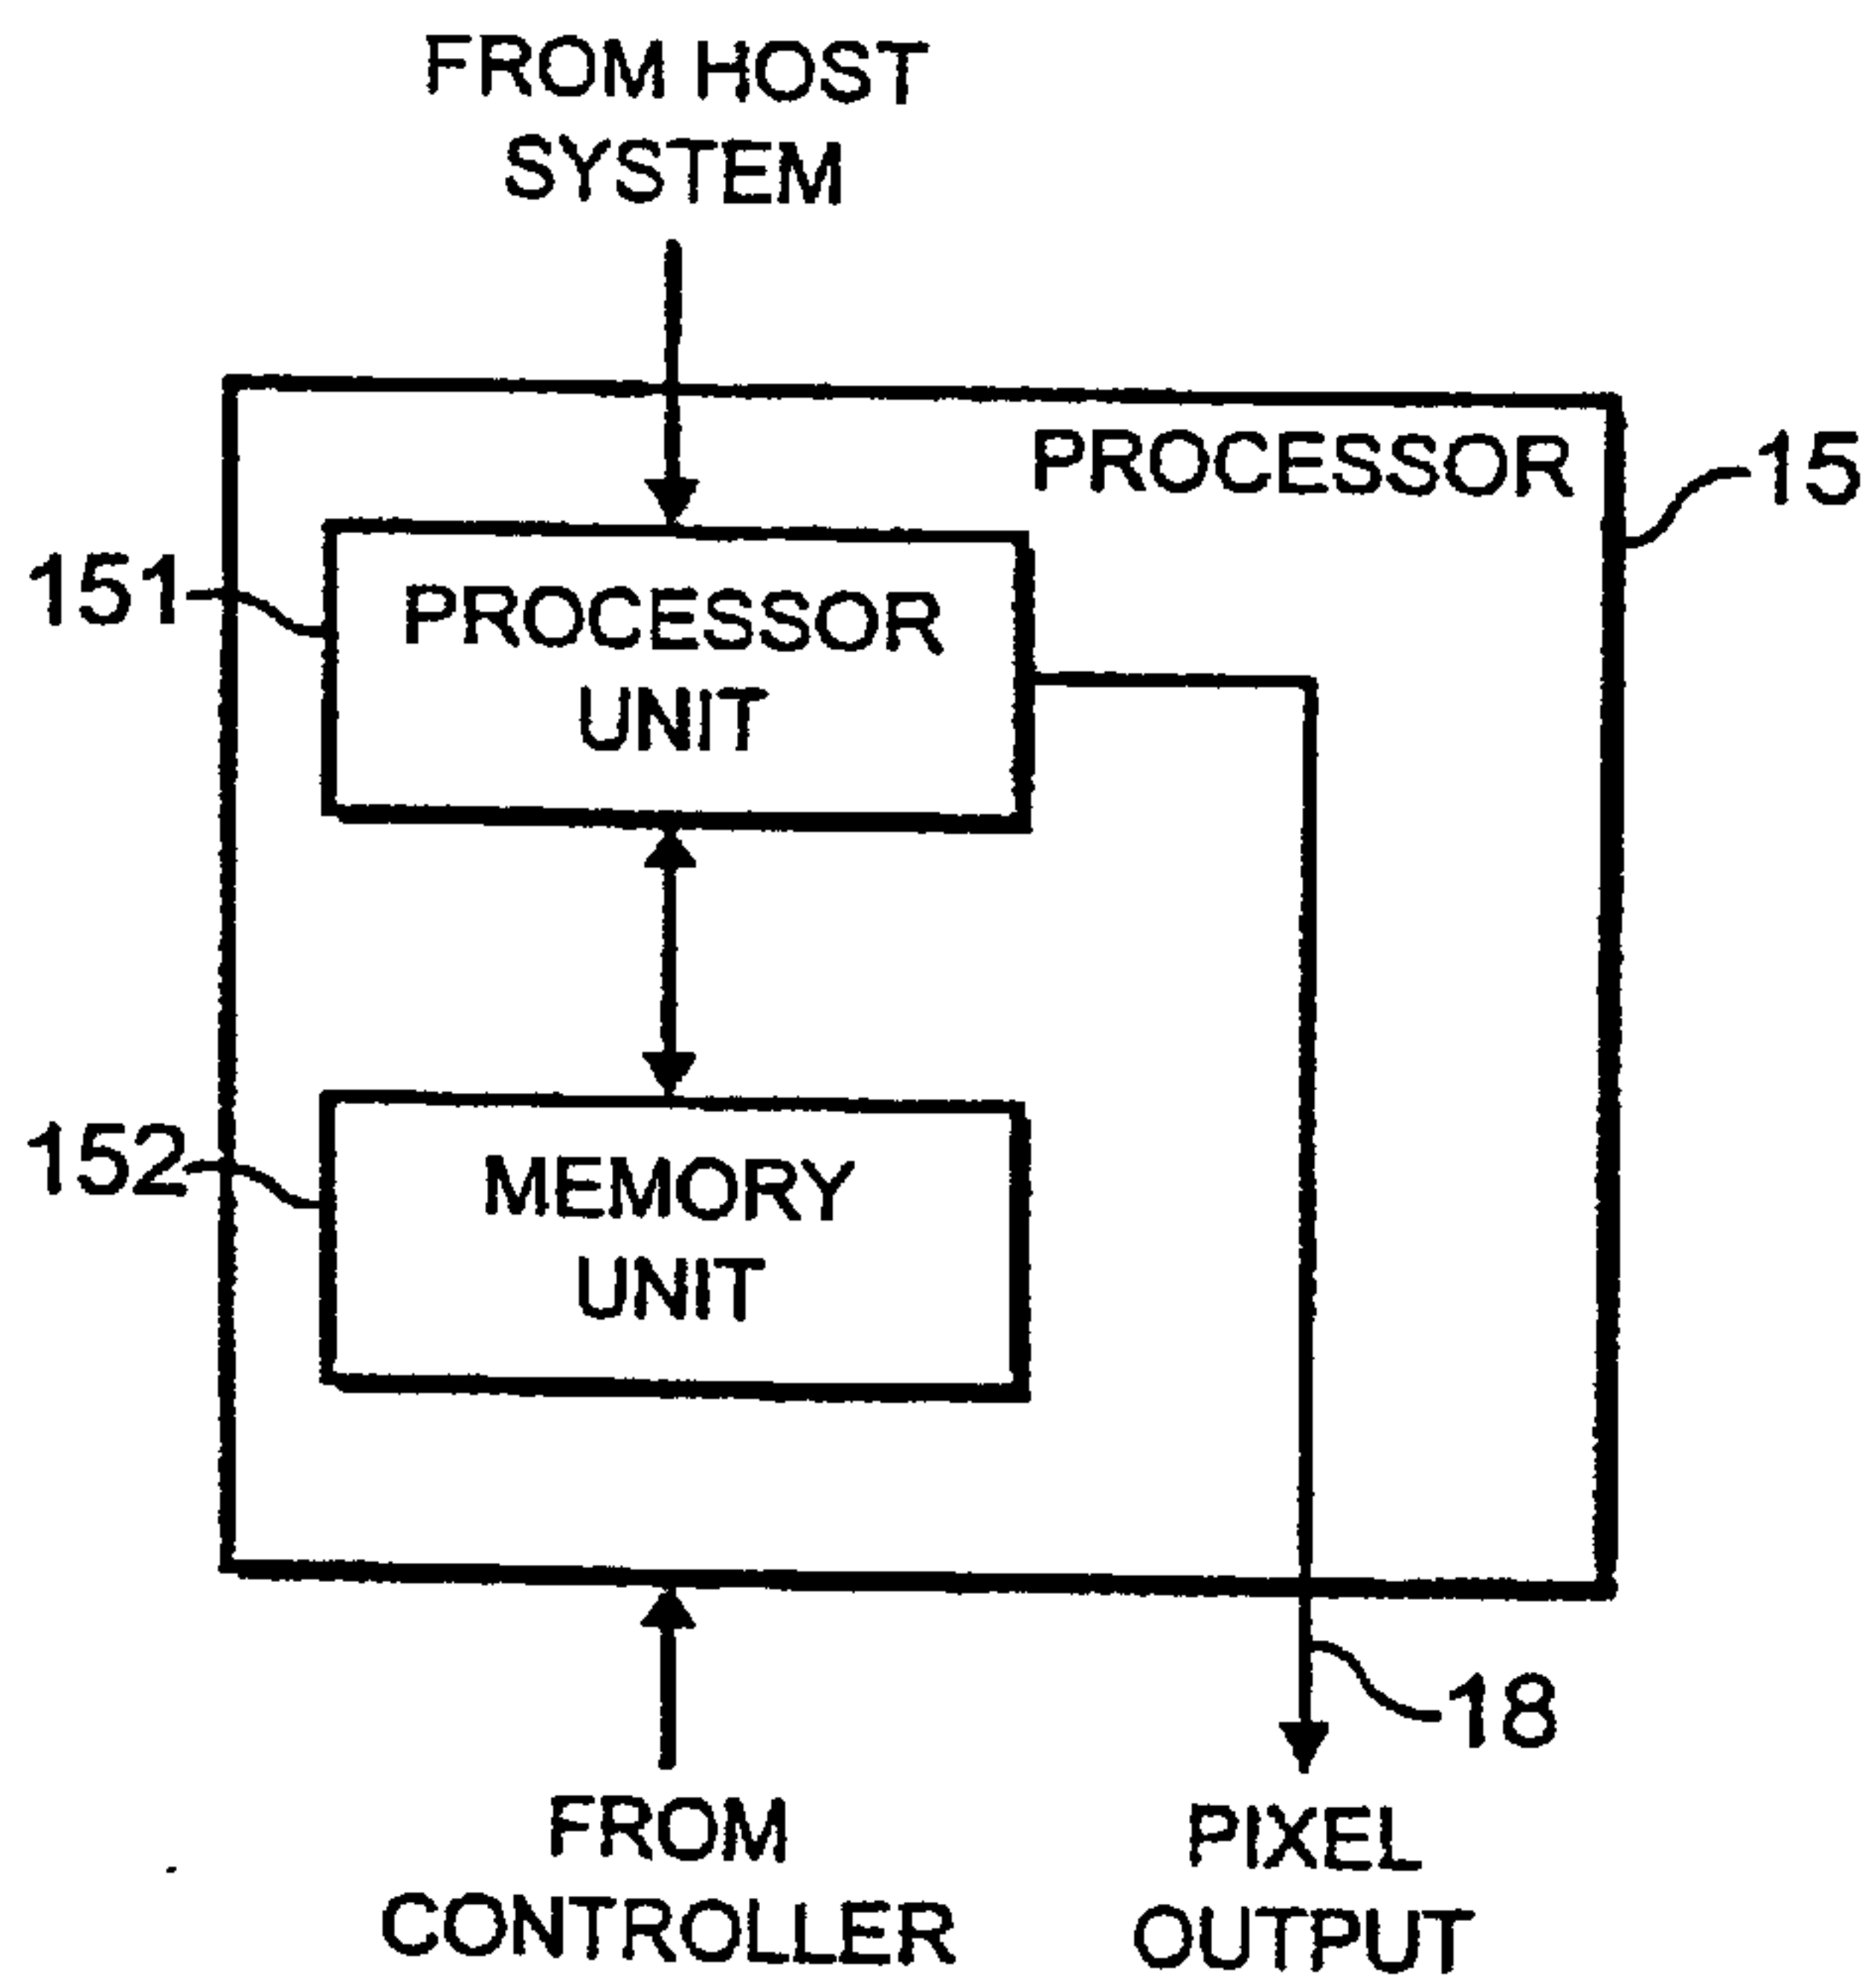 FROM HOST
SYSTEM
PROCESSOR
15
151
PROCESSOR
UNIT
152
MEMORY
UNIT
18
FROM
CONTROLLER
PIXEL
OUTPUT